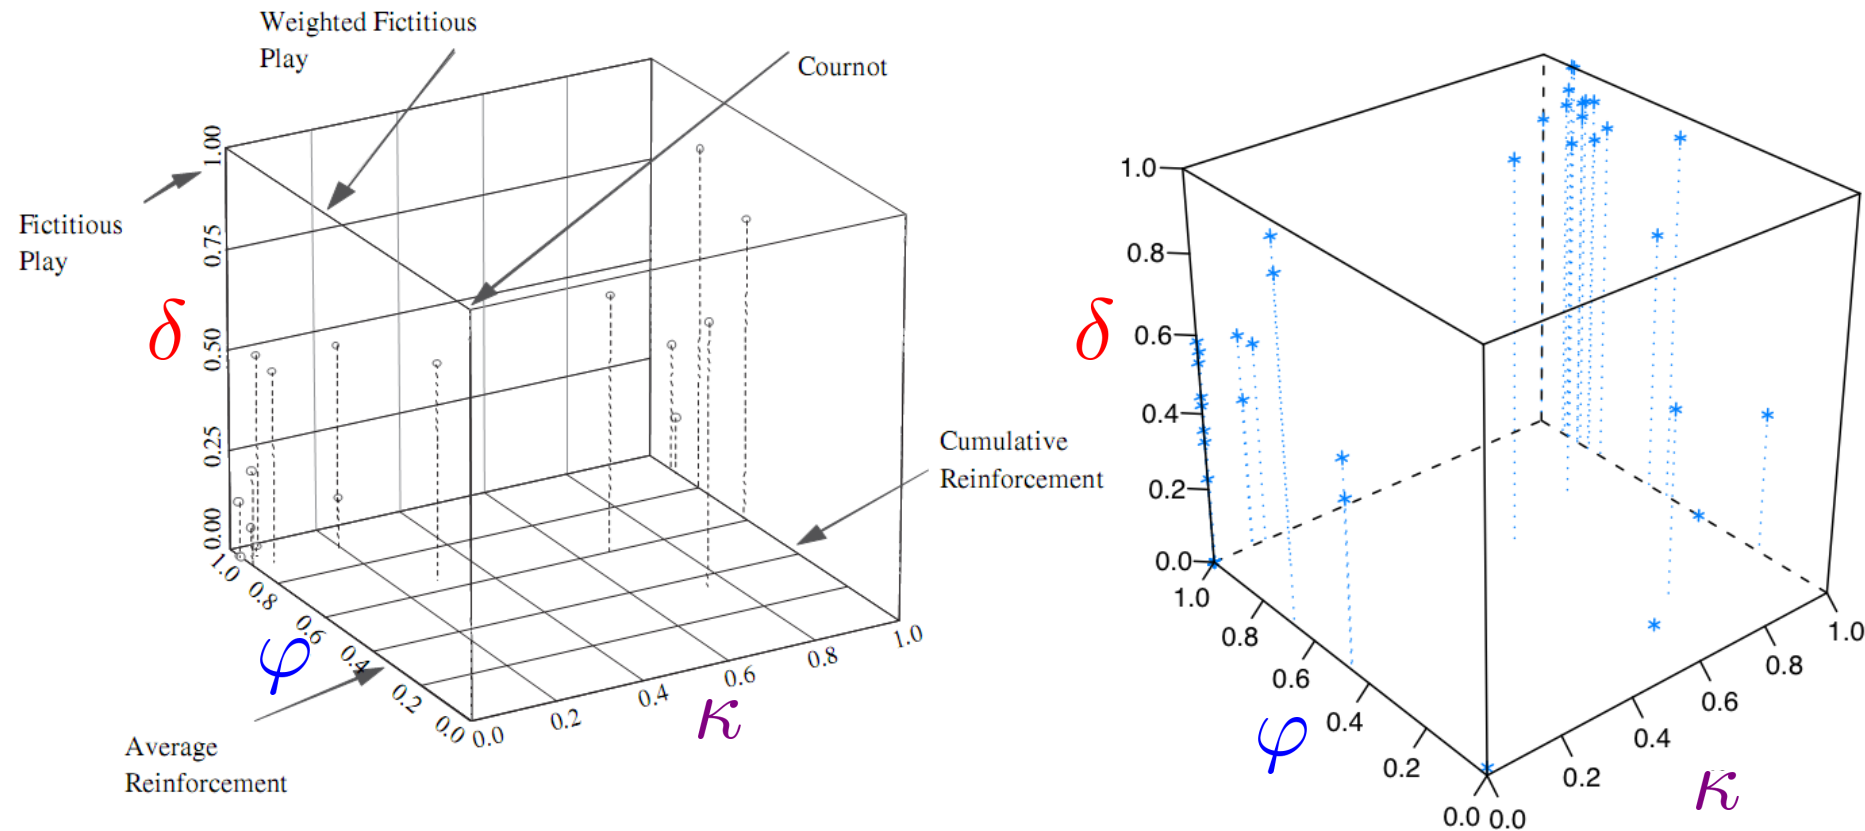 Weighted Fictitious
Play
Cournot
Fictitious
Play
Cumulative
Reinforcement
Average
Reinforcement
1.00
0.75
0.50
0.25
0.00
δ
1.0
0.8
0.6
0.4
0.2
0.0
φ
0.0
0.2
0.4
0.6
0.8
1.0
κ
1.0
0.8
0.6
0.4
0.2
0.0
δ
1.0
0.8
0.6
0.4
0.2
0.0
φ
0.0
0.2
0.4
0.6
0.8
1.0
κ